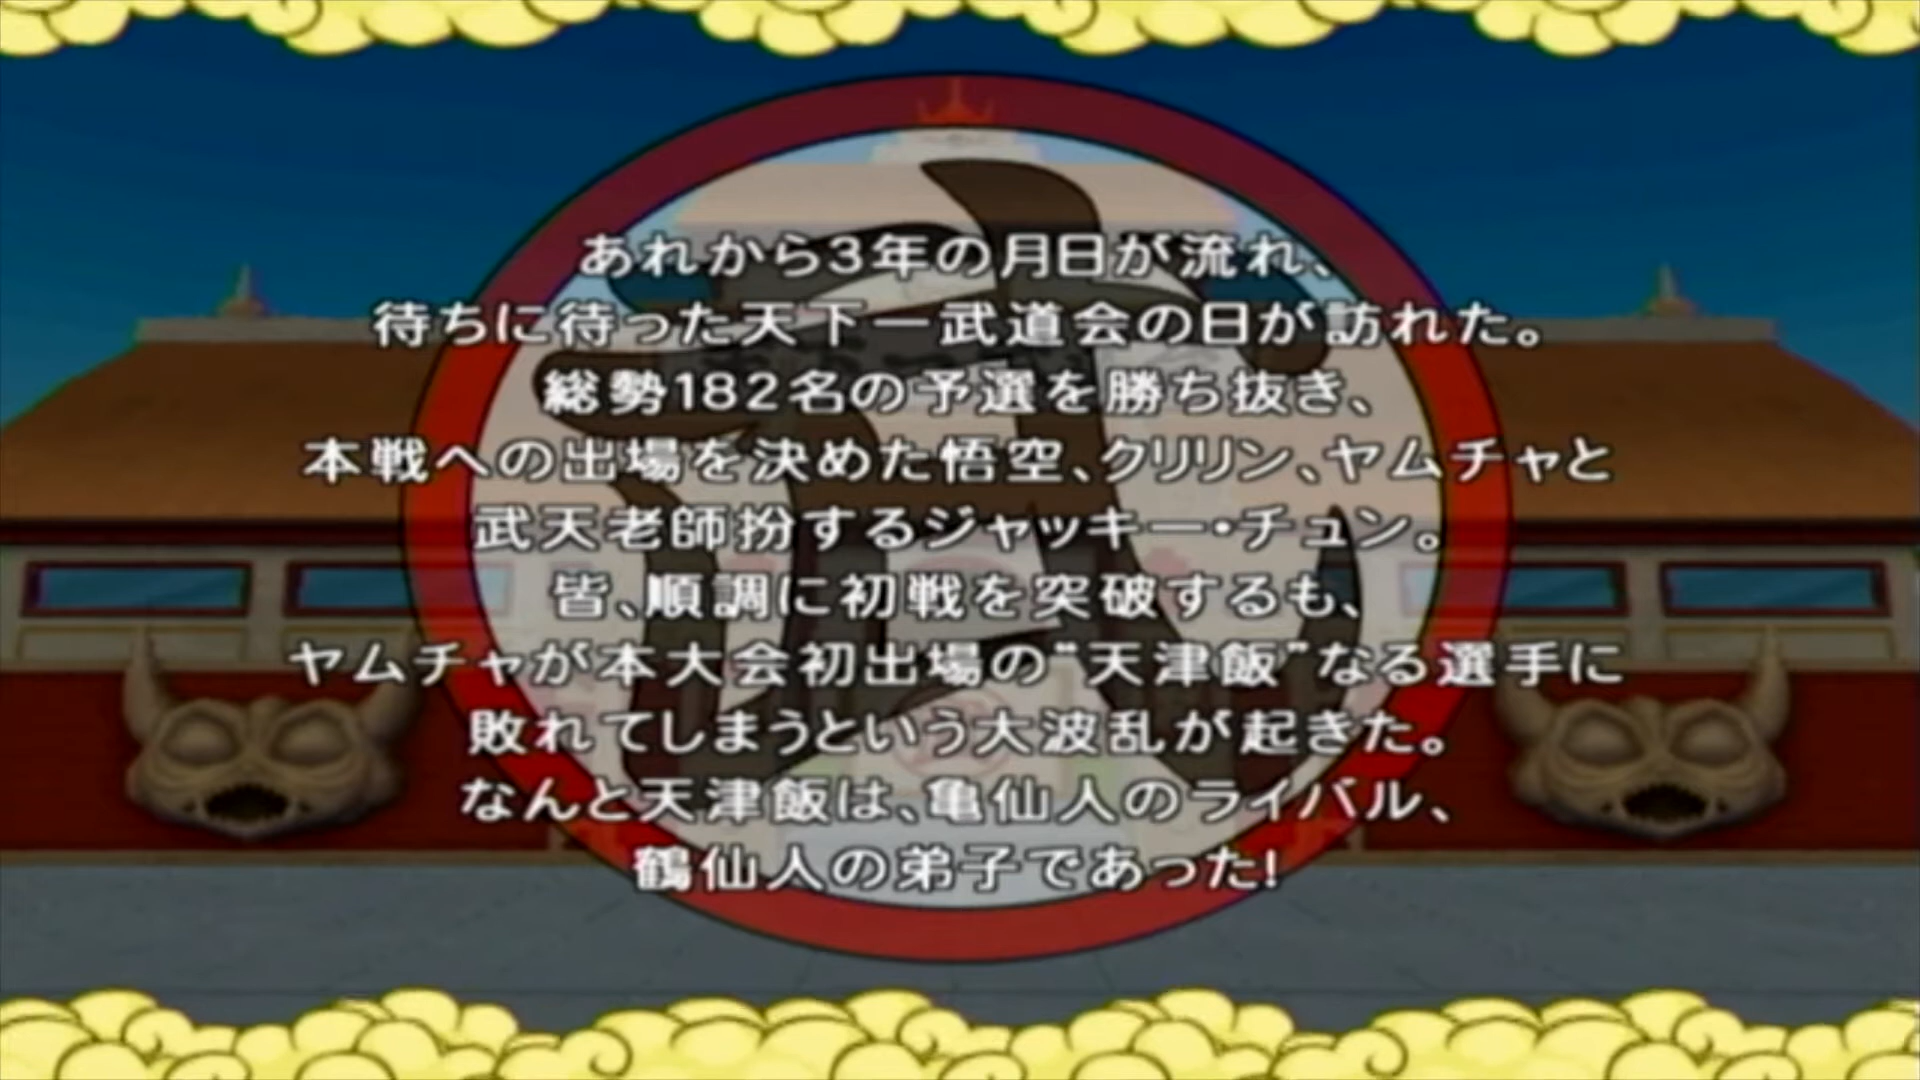 あれから3年の月日が流れ、
待ちに待った天下一武道会の日が訪れた。
総勢182名の予選を勝ち抜き、
本戦への出場を決めた悟空、クリリン、ヤムチャと
武天老師扮するジャッキー・チュン。
皆、順調に初戦を突破するも、
ヤムチャが本大会初出場の"天津飯"なる選手に
敗れてしまうという大波乱が起きた。
なんと天津飯は、亀仙人のライバル、
鶴仙人の弟子であった!